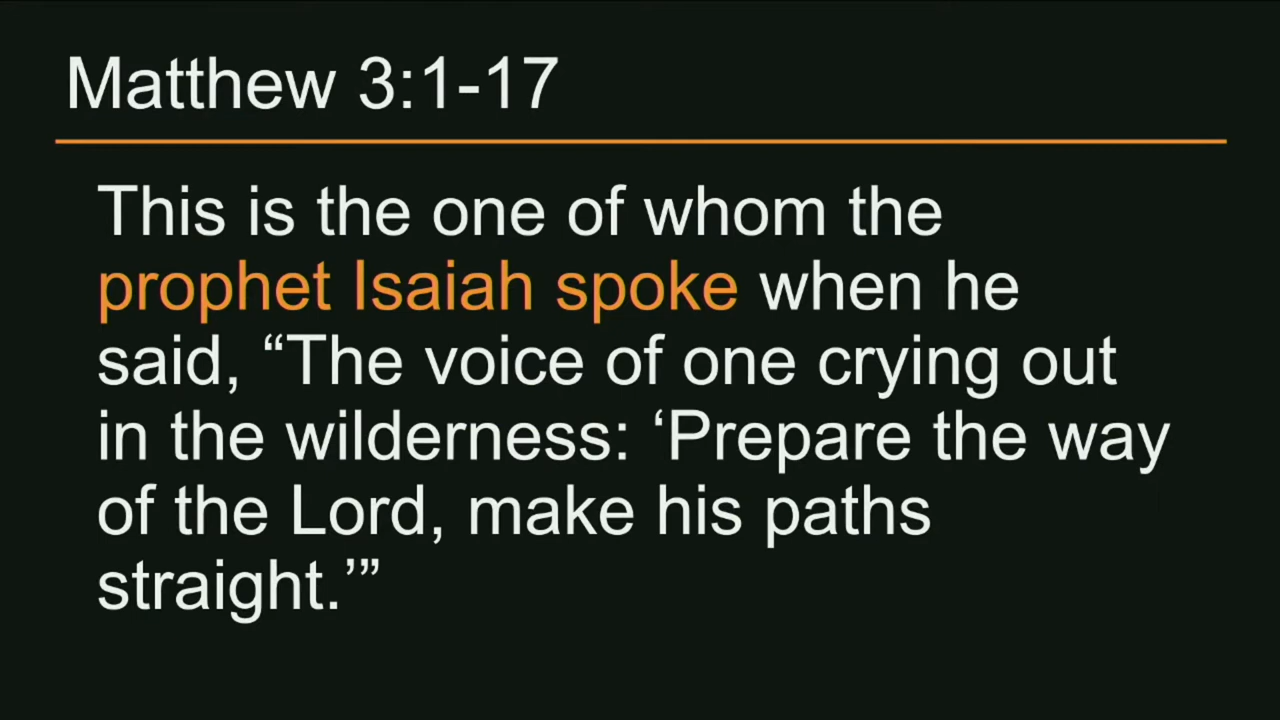 Matthew 3:1-17
This is the one of whom the
prophet Isaiah spoke when he
said, “The voice of one crying out
in the wilderness: ‘Prepare the way
of the Lord, make his paths
straight.’”